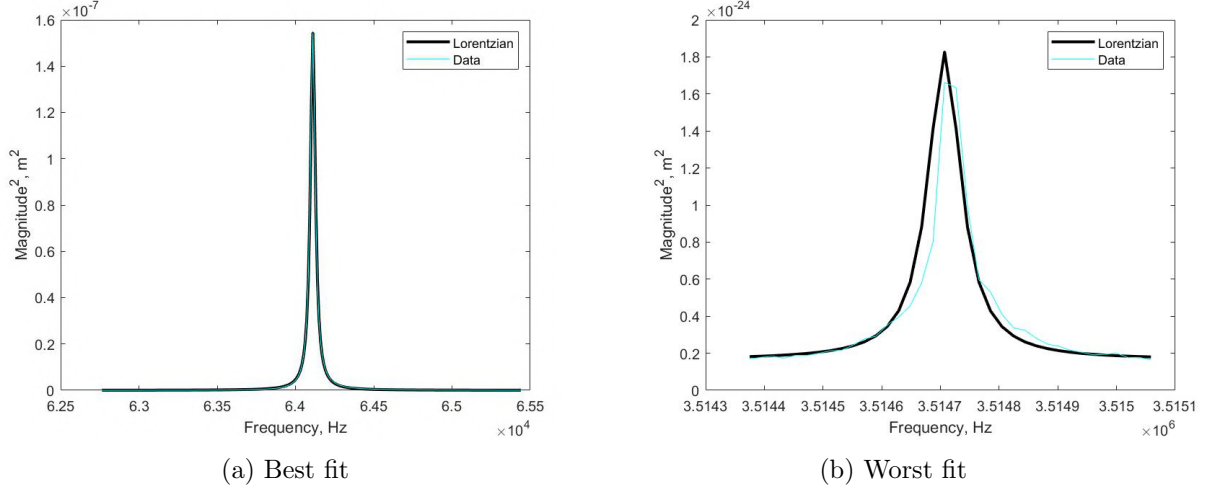 ×10⁻⁷
1.6
1.4
1.2
1
0.8
0.6
0.4
0.2
0
Magnitude², m²
Lorentzian
Data
6.25 6.3 6.35 6.4 6.45 6.5 6.55
Frequency, Hz
×10⁴
(a) Best fit
×10⁻²⁴
2
1.8
1.6
1.4
1.2
1
0.8
0.6
0.4
0.2
0
Magnitude², m²
Lorentzian
Data
3.5143 3.5144 3.5145 3.5146 3.5147 3.5148 3.5149 3.515 3.5151
Frequency, Hz
×10⁶
(b) Worst fit